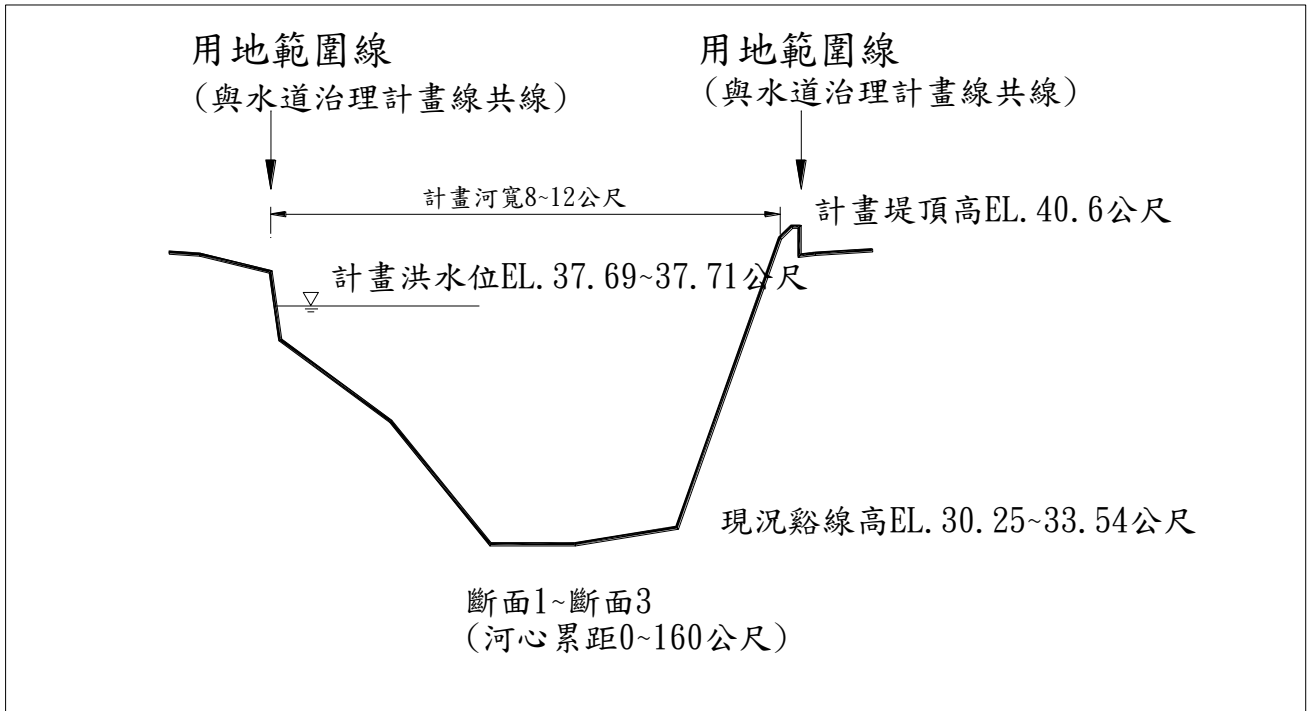 用地範圍線
(與水道治理計畫線共線)
用地範圍線
(與水道治理計畫線共線)
計畫河寬8~12公尺
計畫堤頂高EL.40.6公尺
計畫洪水位EL.37.69~37.71公尺
現況谿線高EL.30.25~33.54公尺
斷面1~斷面3
(河心累距0~160公尺)